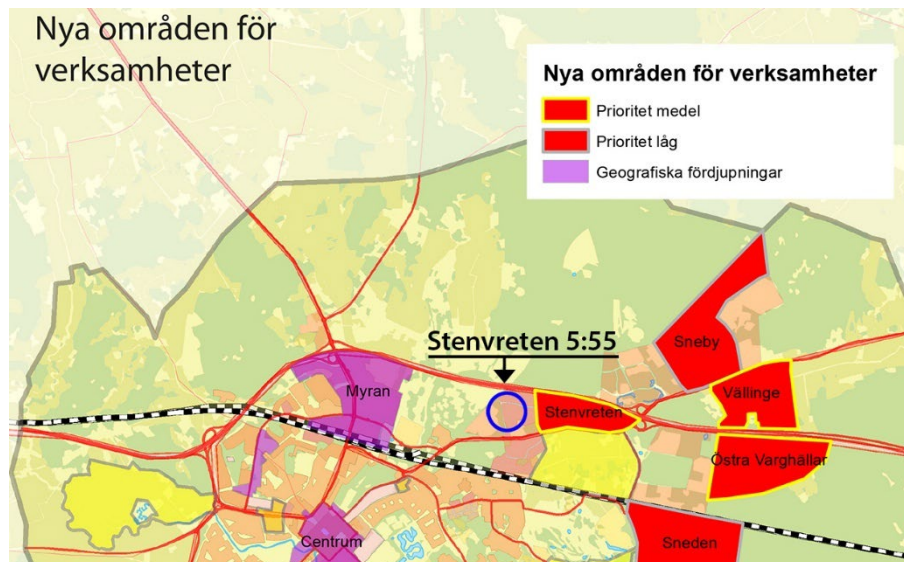 Nya områden för
verksamheter
Nya områden för verksamheter
Prioritet medel
Prioritet låg
Geografiska fördjupningar
Stenvreten 5:55
Sneby
Myran
Vällinge
Stenvreten
Östra Varghällar
Centrum
Sneden